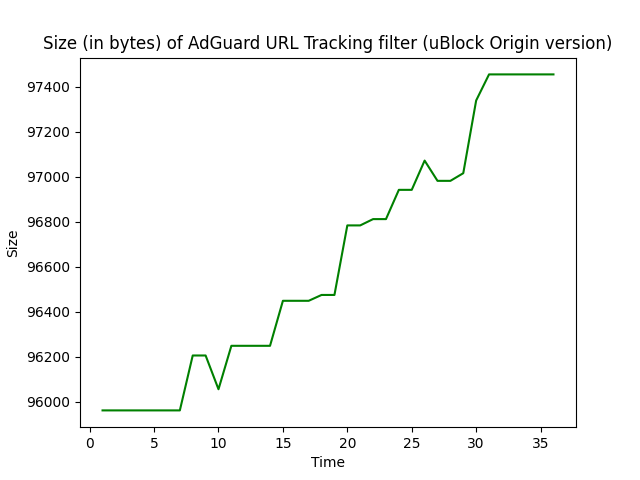 Size (in bytes) of AdGuard URL Tracking filter (uBlock Origin version)
97400
97200
97000
96800
96600
96400
96200
96000
Size
0 5 10 15 20 25 30 35
Time